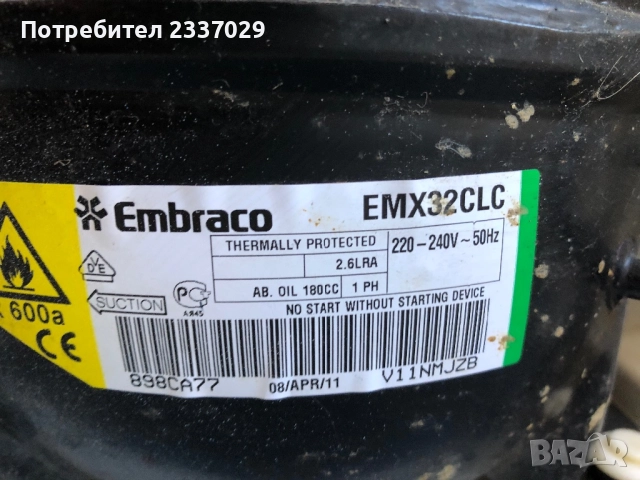 Потребител 2337029
Embraco
EMX32CLC
THERMALLY PROTECTED
2.6LRA
220-240V~50Hz
AB. OIL 180CC
1 PH
SUCTION
NO START WITHOUT STARTING DEVICE
600a
CE
898CA77
08/APR/11
V11NMJZB
BAZAR
bg